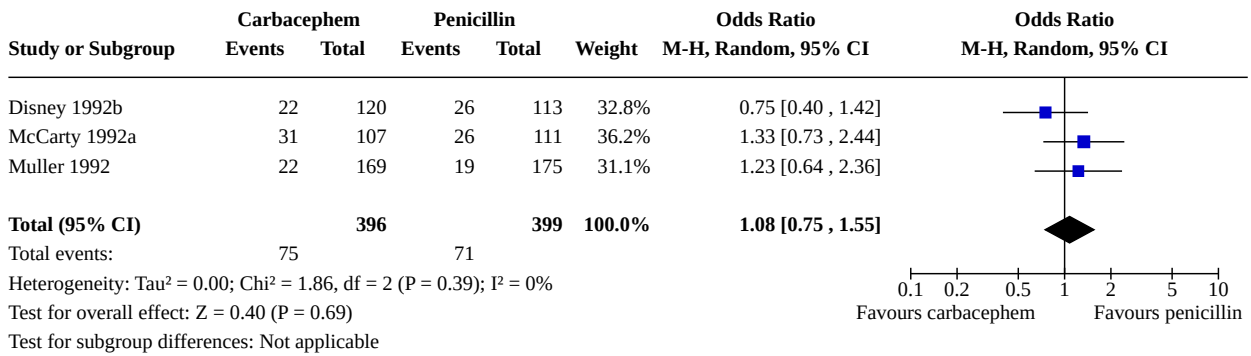 Carbacephem Penicillin Odds Ratio Odds Ratio
Study or Subgroup Events Total Events Total Weight M-H, Random, 95% CI M-H, Random, 95% CI
Disney 1992b 22 120 26 113 32.8% 0.75 [0.40 , 1.42]
McCarty 1992a 31 107 26 111 36.2% 1.33 [0.73 , 2.44]
Muller 1992 22 169 19 175 31.1% 1.23 [0.64 , 2.36]
Total (95% CI) 396 399 100.0% 1.08 [0.75 , 1.55]
Total events: 75 71
Heterogeneity: Tau² = 0.00; Chi² = 1.86, df = 2 (P = 0.39); I² = 0%
0.1 0.2 0.5 1 2 5 10
Test for overall effect: Z = 0.40 (P = 0.69) Favours carbacephem Favours penicillin
Test for subgroup differences: Not applicable